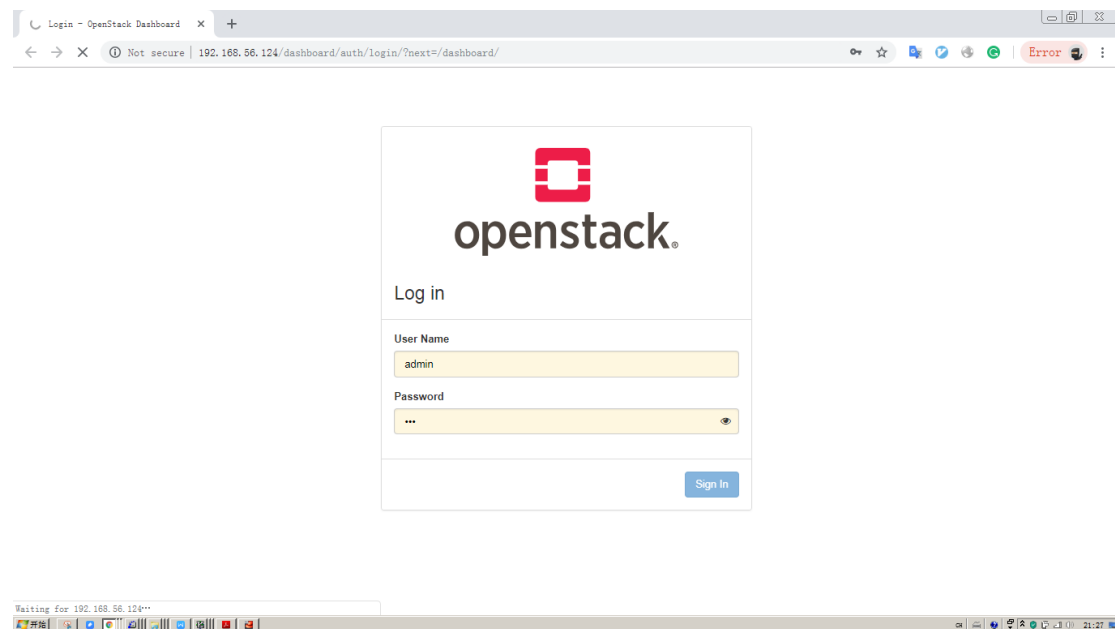 Login - OpenStack Dashboard
Not secure | 192.168.56.124/dashboard/auth/login/?next=/dashboard/
Error
openstack.
Log in
User Name
admin
Password
•••
Sign In
Waiting for 192.168.56.124…
开始
21:27